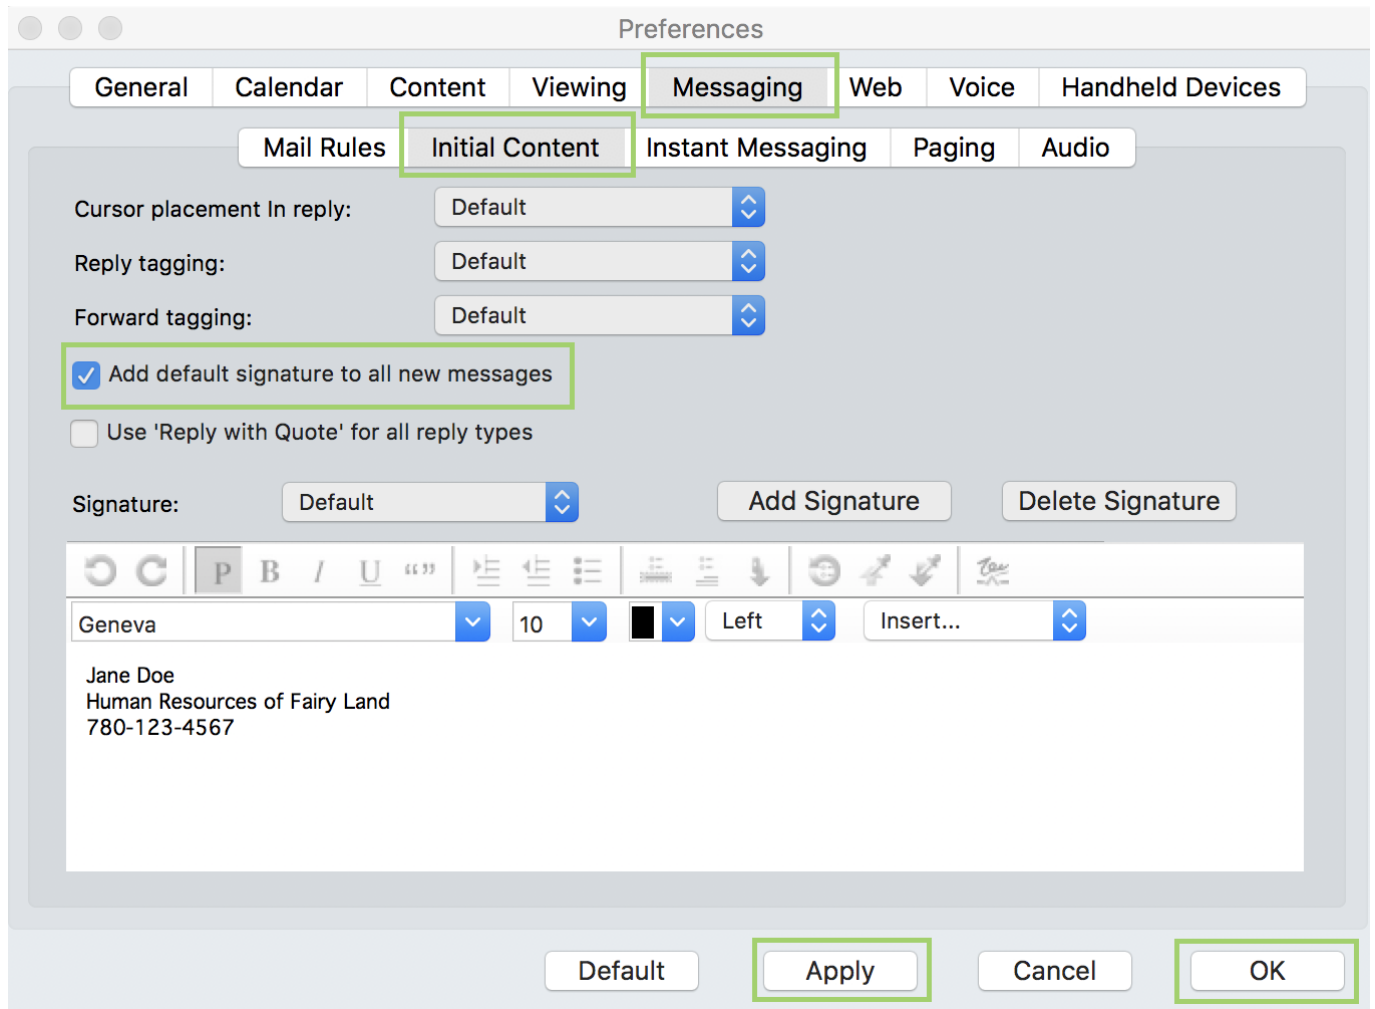 Preferences
General Calendar Content Viewing Messaging Web Voice Handheld Devices
Mail Rules Initial Content Instant Messaging Paging Audio
Cursor placement In reply: Default
Reply tagging: Default
Forward tagging: Default
Add default signature to all new messages
Use 'Reply with Quote' for all reply types
Signature: Default Add Signature Delete Signature
P B I U “ ”
Geneva 10 Left Insert...
Jane Doe
Human Resources of Fairy Land
780-123-4567
Default Apply Cancel OK